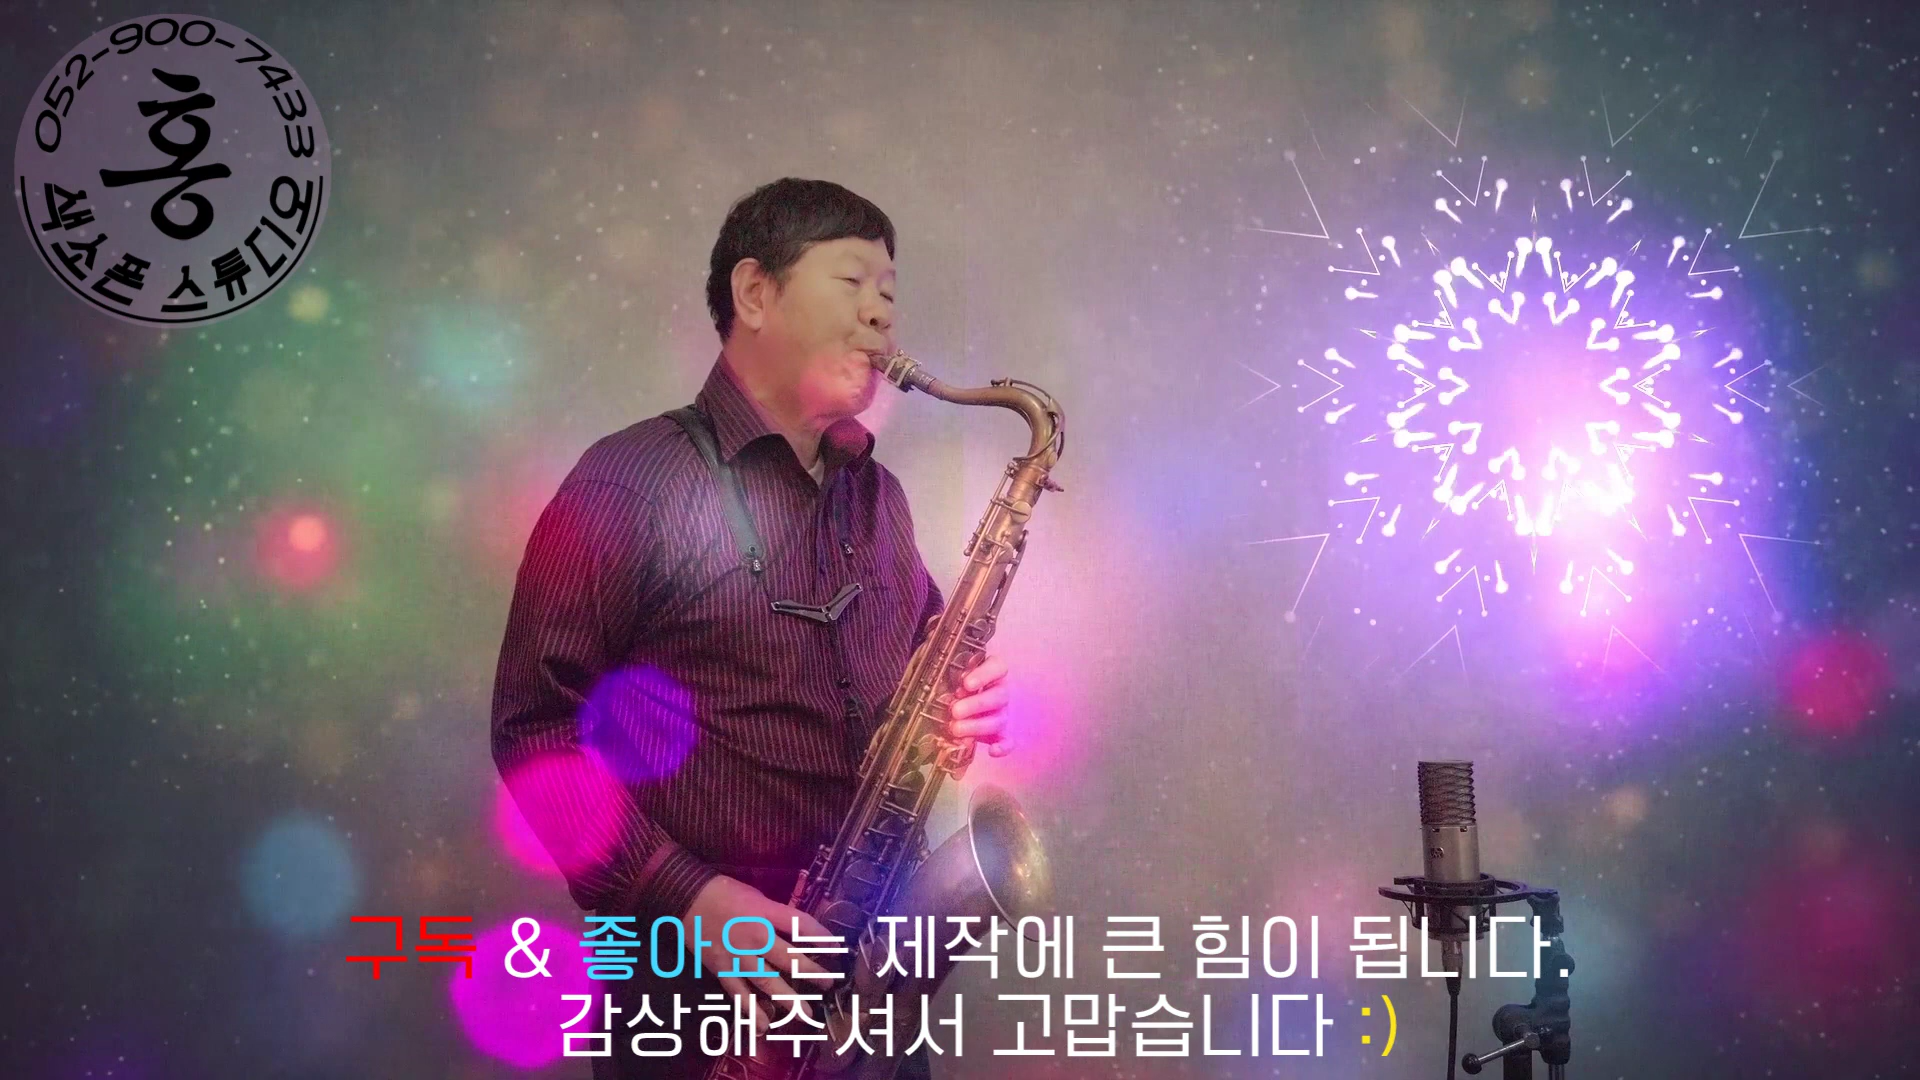 052-900-7433
홍
색소폰 스튜디오
구독 & 좋아요는 제작에 큰 힘이 됩니다.
감상해주셔서 고맙습니다 :)